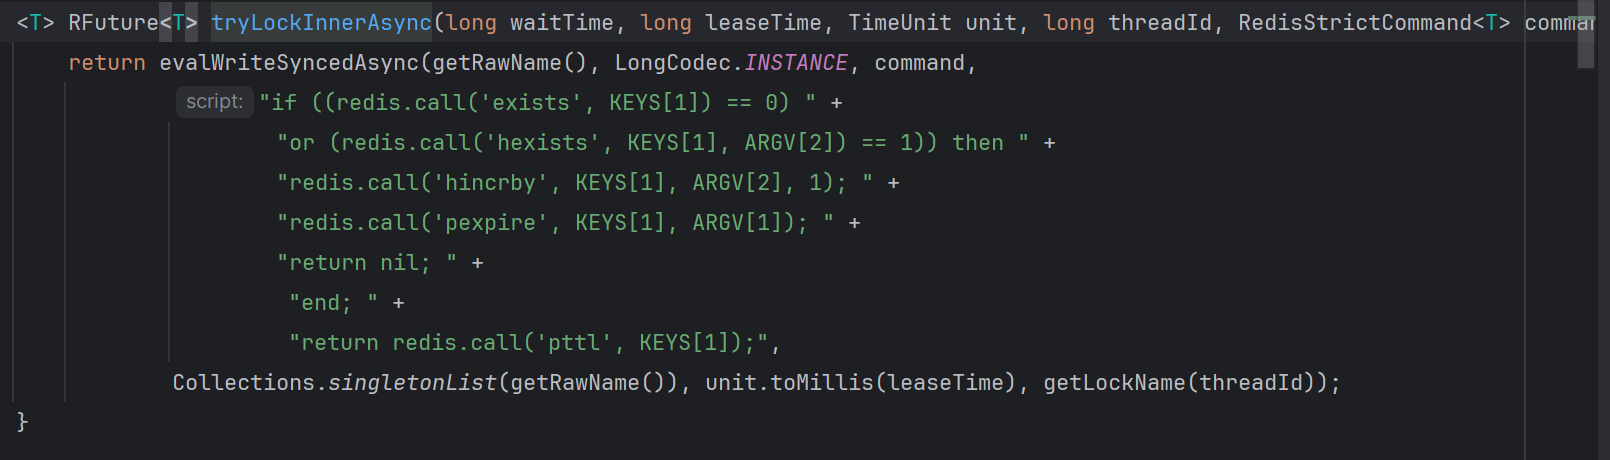 <T> RFuture<T> tryLockInnerAsync(long waitTime, long leaseTime, TimeUnit unit, long threadId, RedisStrictCommand<T> comman
return evalWriteSyncedAsync(getRawName(), LongCodec.INSTANCE, command,
script: "if ((redis.call('exists', KEYS[1]) == 0) " +
"or (redis.call('hexists', KEYS[1], ARGV[2]) == 1)) then " +
"redis.call('hincrby', KEYS[1], ARGV[2], 1); " +
"redis.call('pexpire', KEYS[1], ARGV[1]); " +
"return nil; " +
"end; " +
"return redis.call('pttl', KEYS[1]);",
Collections.singletonList(getRawName()), unit.toMillis(leaseTime), getLockName(threadId));
}